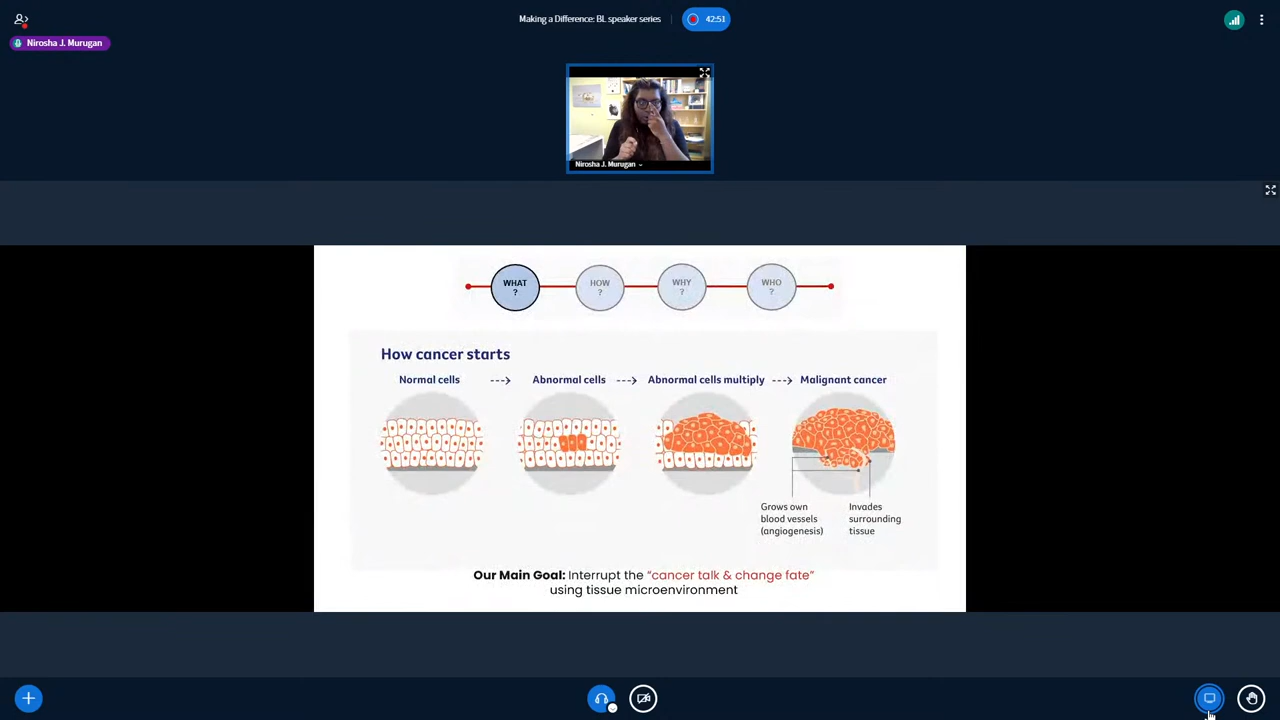 Making a Difference: BL speaker series
42:51
Nirosha J. Murugan
Nirosha J. Murugan
WHAT
?
HOW
?
WHY
?
WHO
?
How cancer starts
Normal cells
Abnormal cells
Abnormal cells multiply
Malignant cancer
Grows own
blood vessels
(angiogenesis)
Invades
surrounding
tissue
Our Main Goal: Interrupt the “cancer talk & change fate”
using tissue microenvironment